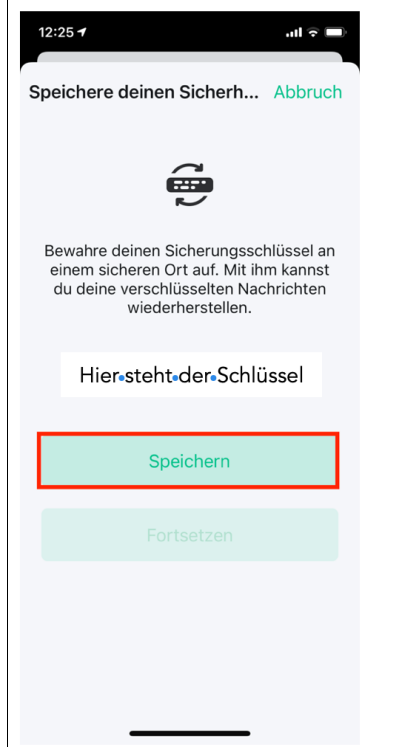 12:25
Speichere deinen Sicherh... Abbruch
Bewahre deinen Sicherungsschlüssel an
einem sicheren Ort auf. Mit ihm kannst
du deine verschlüsselten Nachrichten
wiederherstellen.
Hier•steht•der•Schlüssel
Speichern
Fortsetzen